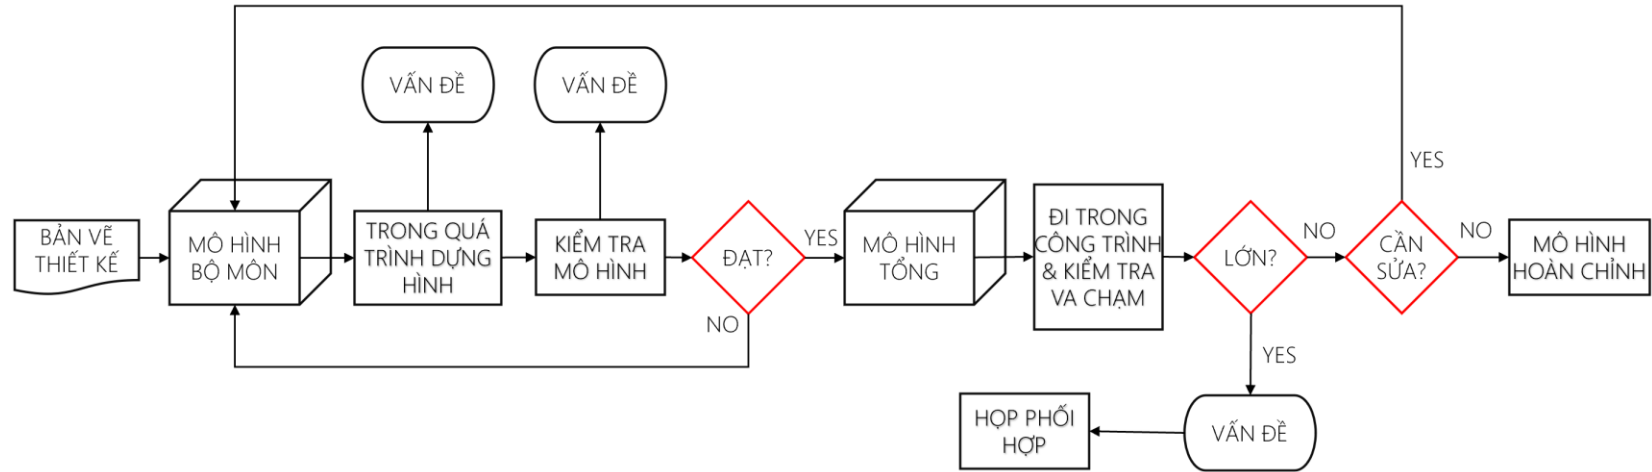 VẤN ĐỀ
VẤN ĐỀ
YES
BẢN VẼ
THIẾT KẾ
MÔ HÌNH
BỘ MÔN
TRONG QUÁ
TRÌNH DỰNG
HÌNH
KIỂM TRA
MÔ HÌNH
ĐẠT?
YES
NO
MÔ HÌNH
TỔNG
ĐI TRONG
CÔNG TRÌNH
& KIỂM TRA
VA CHẠM
LỚN?
NO
YES
CẦN
SỬA?
NO
MÔ HÌNH
HOÀN CHỈNH
HỌP PHỐI
HỢP
VẤN ĐỀ